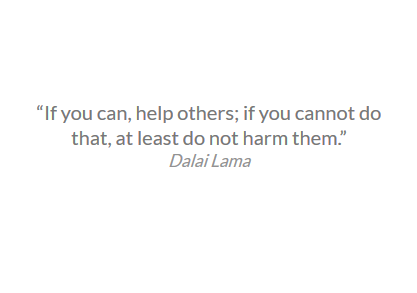 “If you can, help others; if you cannot do
that, at least do not harm them.”
Dalai Lama